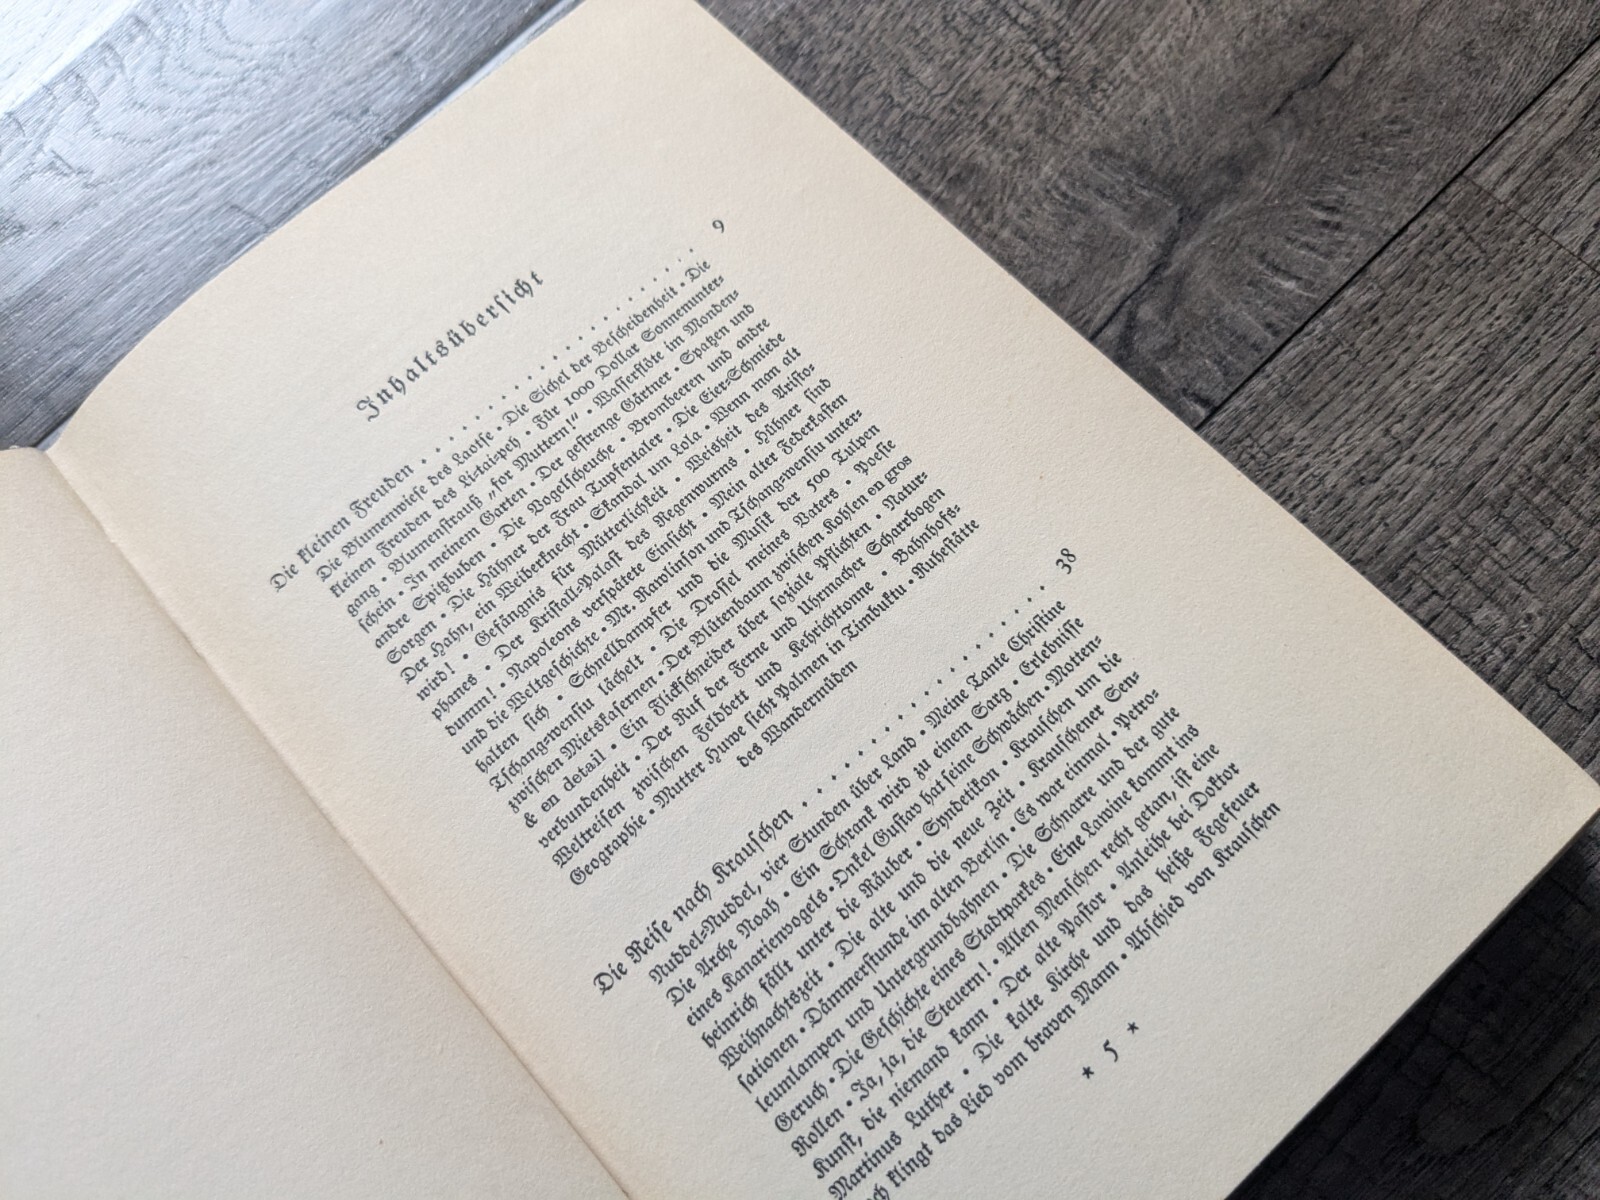 Inhaltsübersicht
Die kleinen Freuden . . . . . . . . . . . . . . . . . . 9
Die Blumenwiese des Laotse • Die Sichel der Bescheidenheit • Die
kleinen Freuden des Li-tai-peh • Für 1000 Dollar Sonnenunter-
gang • Blumenstrauß „for Muttern!“ • Wasserflöte im Monden-
schein • In meinem Garten • Der gestrenge Gärtner • Spatzen und
andre Spitzbuben • Die Vogelscheuche • Brombeeren und andre
Sorgen • Die Hühner der Frau Tupfentaler • Die Eier-Schmiede
Der Hahn, ein Weiberknecht • Skandal um Lola • Wenn man alt
wird! • Gefängnis für Mütterlichkeit • Weisheit des Aristo-
phanes • Der Kristall-Palast des Regenwurms • Hühner sind
dumm! • Napoleons verspätete Einsicht • Mein alter Federkasten
und die Weltgeschichte • Mr. Rawlinson und Tschangwensiu unter-
halten sich • Schnelldampfer und die Musik der 500 Tulpen
Tschang-wensiu lächelt • Die Drossel meines Vaters • Poesie
zwischen Mietskasernen • Der Blütenbaum zwischen Kohlen en gros
& en detail • Ein Flickschneider über soziale Pflichten • Natur-
verbundenheit • Der Ruf der Ferne und Uhrmacher Scharrbogen
Weltreisen zwischen Feldbett und Kehrichttonne • Bahnhofs-
Geographie • Mutter Huwe sieht Palmen in Timbuktu • Ruhestätte
des Wandermüden
Die Reise nach Krauschen . . . . . . . . . . . . . . . . 38
Nuddel-Nuddel, vier Stunden über Land • Meine Tante Christine
Die Arche Noah • Ein Schrank wird zu einem Sarg • Erlebnisse
eines Kanarienvogels • Onkel Gustav hat seine Schwächen • Motten-
heinrich fällt unter die Räuber • Syndetikon • Krauschen um die
Weihnachtszeit • Die alte und die neue Zeit • Krauschener Sen-
sationen • Dämmerstunde im alten Berlin • Es war einmal • Petro-
leumlampen und Untergrundbahnen • Die Schnarre und der gute
Geruch • Die Geschichte eines Stadtparkes • Eine Lawine kommt ins
Rollen • Ja, ja, die Steuern! • Allen Menschen recht getan, ist eine
Kunst, die niemand kann • Der alte Pastor • Anleihe bei Doktor
Martinus Luther • Die kalte Kirche und das heiße Fegefeuer
klingt das Lied vom braven Mann • Abschied von Krauschen
* 5 *